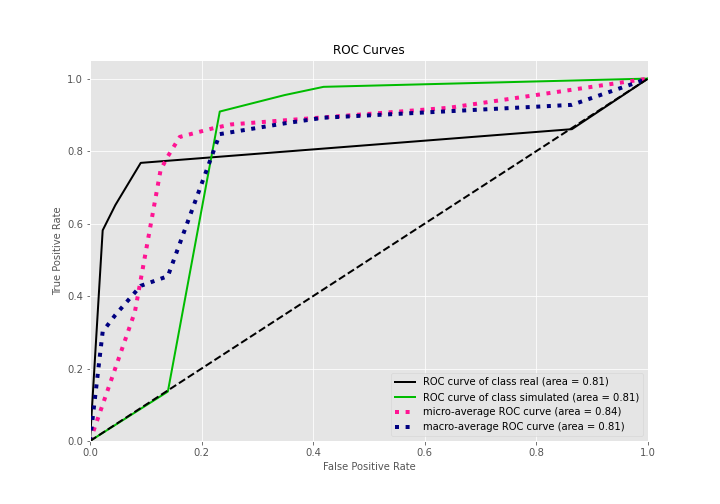 ROC Curves
True Positive Rate
1.0
0.8
0.6
0.4
0.2
0.0
ROC curve of class real (area = 0.81)
ROC curve of class simulated (area = 0.81)
micro-average ROC curve (area = 0.84)
macro-average ROC curve (area = 0.81)
0.0 0.2 0.4 0.6 0.8 1.0
False Positive Rate